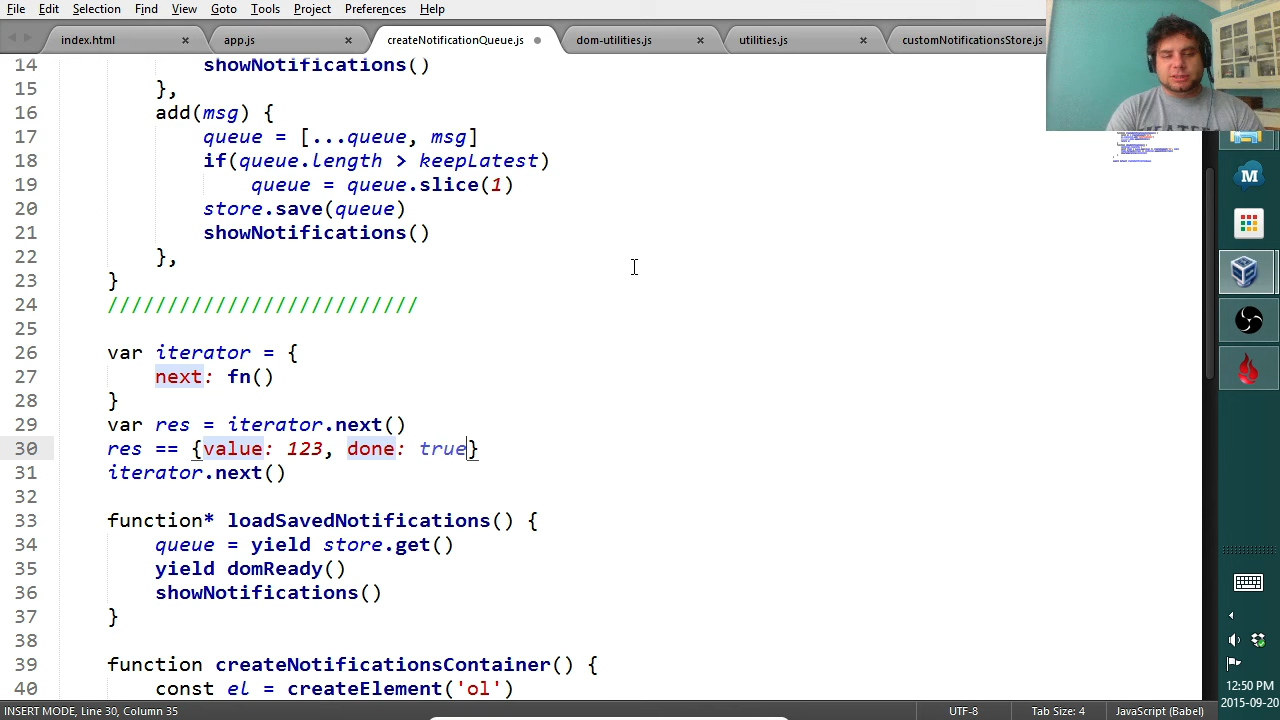 File Edit Selection Find View Goto Tools Project Preferences Help
index.html app.js createNotificationQueue.js dom-utilities.js utilities.js customNotificationsStore.js
14 showNotifications()
15 },
16 add(msg) {
17 queue = [...queue, msg]
18 if(queue.length > keepLatest)
19 queue = queue.slice(1)
20 store.save(queue)
21 showNotifications()
22 },
23 }
24 //////////////////////////
25
26 var iterator = {
27 next: fn()
28 }
29 var res = iterator.next()
30 res == {value: 123, done: true}
31 iterator.next()
32
33 function* loadSavedNotifications() {
34 queue = yield store.get()
35 yield domReady()
36 showNotifications()
37 }
38
39 function createNotificationsContainer() {
40 const el = createElement('ol')
INSERT MODE, Line 30, Column 35 UTF-8 Tab Size: 4 JavaScript (Babel)
M
12:50 PM
2015-09-20